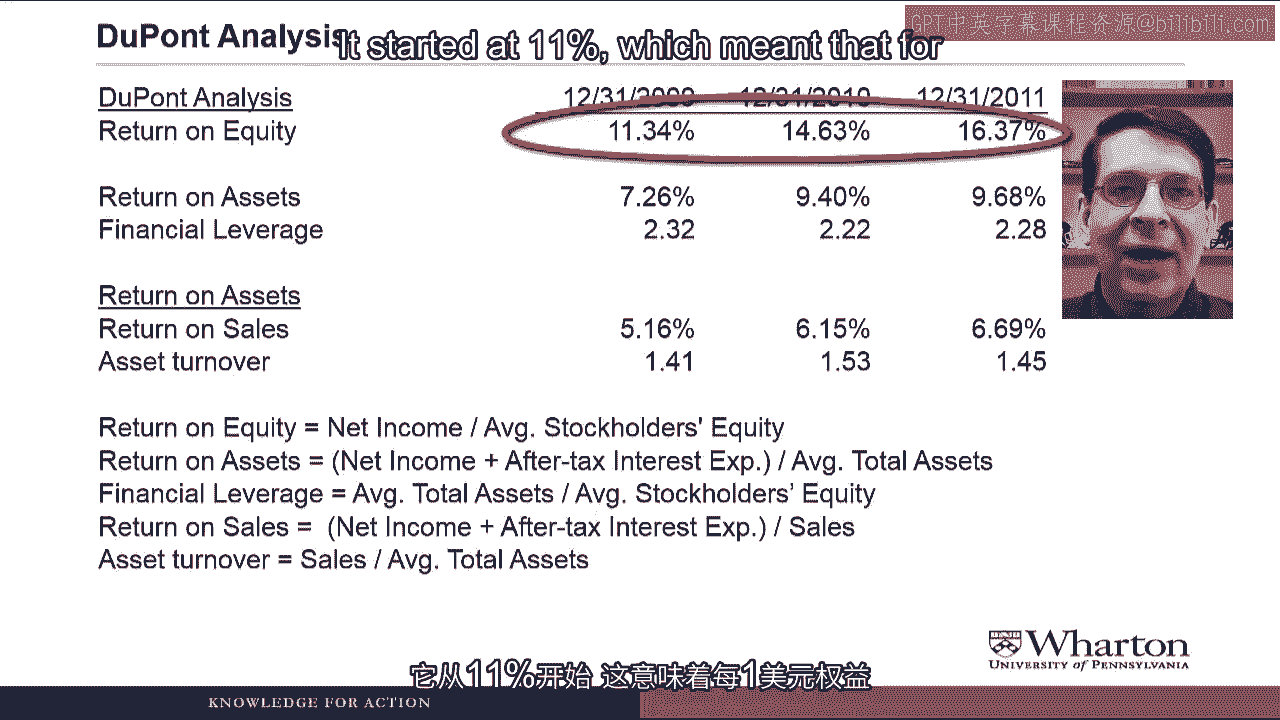 GPT中英字幕课程资源@bilibili.com
DuPont Analysis
It started at 11%, which meant that for
DuPont Analysis 12/31/2009 12/31/2010 12/31/2011
Return on Equity 11.34% 14.63% 16.37%
Return on Assets 7.26% 9.40% 9.68%
Financial Leverage 2.32 2.22 2.28
Return on Assets
Return on Sales 5.16% 6.15% 6.69%
Asset turnover 1.41 1.53 1.45
Return on Equity = Net Income / Avg. Stockholders' Equity
Return on Assets = (Net Income + After-tax Interest Exp.) / Avg. Total Assets
Financial Leverage = Avg. Total Assets / Avg. Stockholders’ Equity
Return on Sales = (Net Income + After-tax Interest Exp.) / Sales
Asset turnover = Sales / Avg. Total Assets
Wharton
UNIVERSITY OF PENNSYLVANIA
它从11%开始 这意味着每1美元权益
KNOWLEDGE FOR ACTION